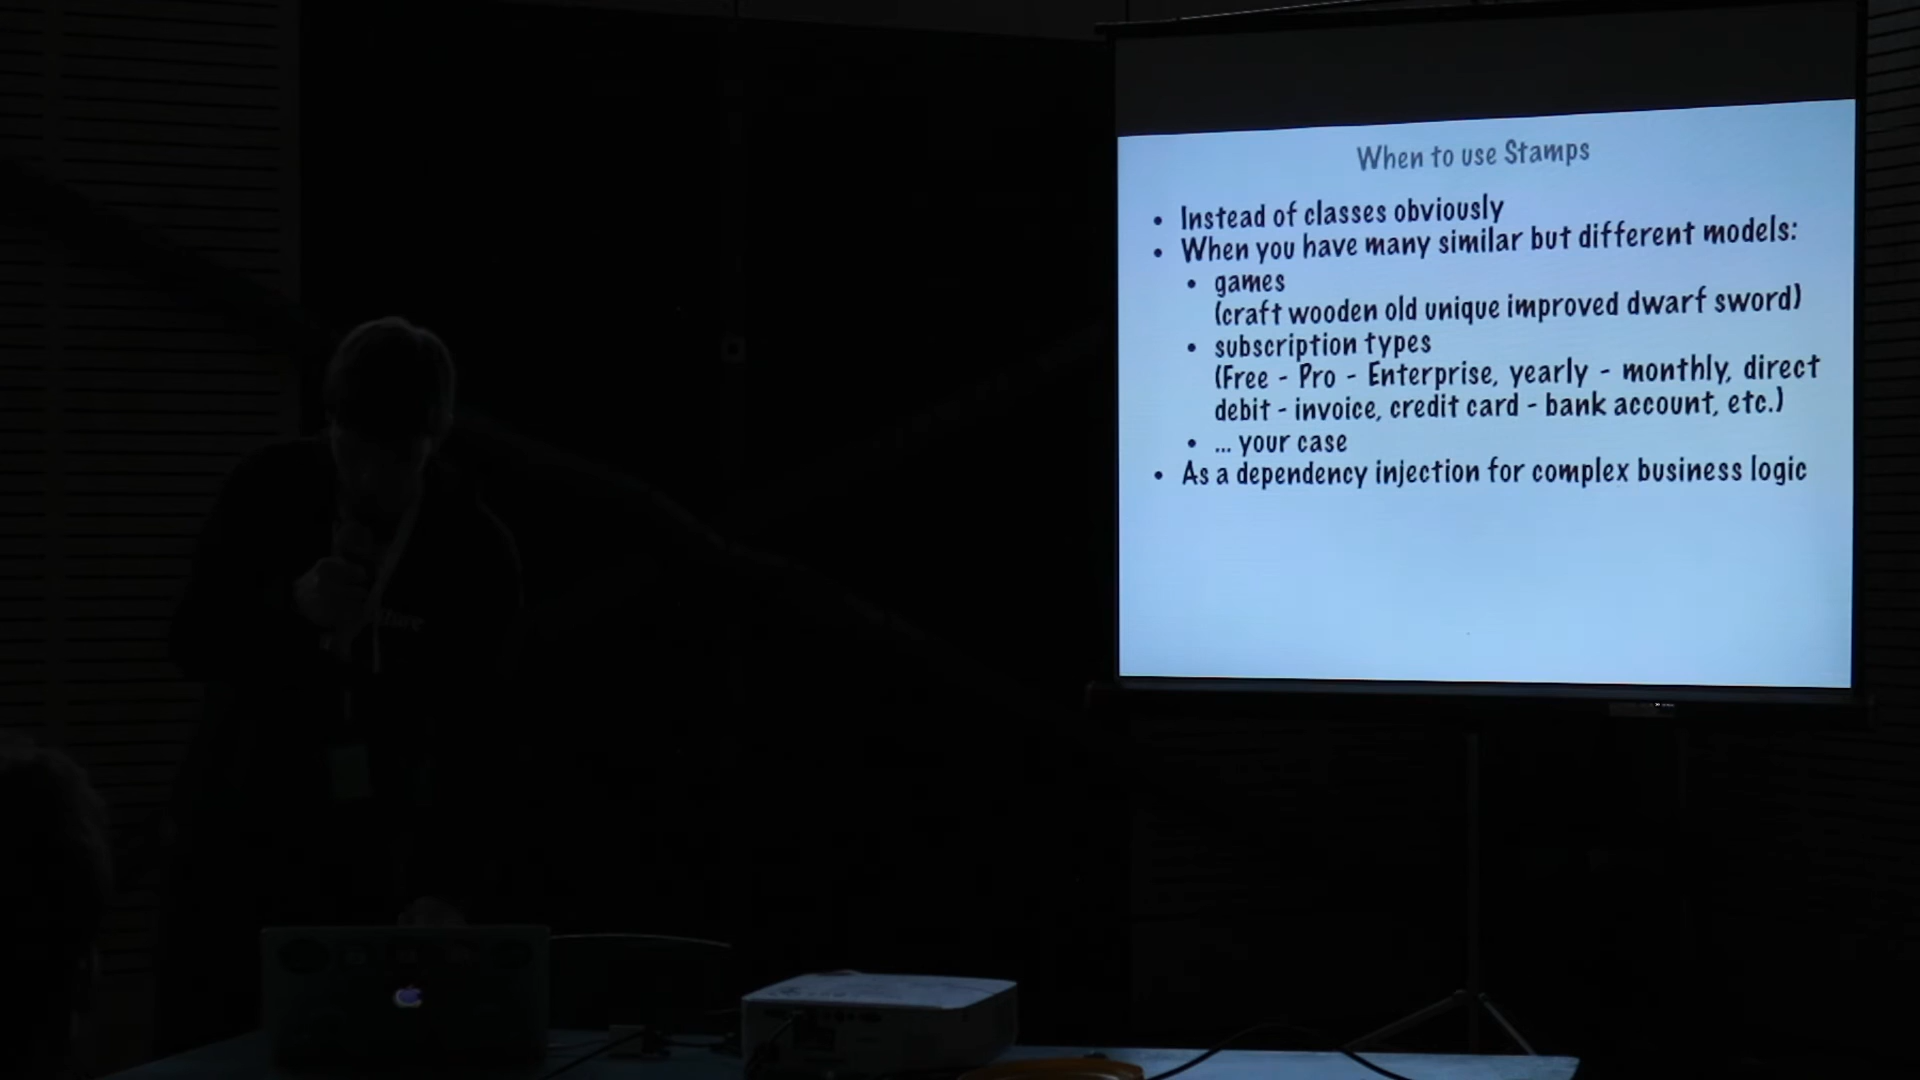 When to use Stamps
• Instead of classes obviously
• When you have many similar but different models:
• games
(craft wooden old unique improved dwarf sword)
• subscription types
(Free - Pro - Enterprise, yearly - monthly, direct
debit - invoice, credit card - bank account, etc.)
• ... your case
• As a dependency injection for complex business logic